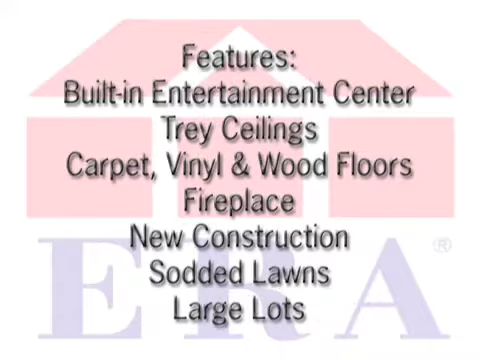 Features:
Built-in Entertainment Center
Trey Ceilings
Carpet, Vinyl & Wood Floors
Fireplace
New Construction
Sodded Lawns
Large Lots
ERA®